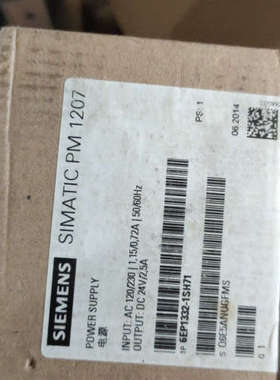 SIEMENS
SIMATIC PM 1207
POWER SUPPLY
电源
INPUT: AC 120/230 | 1,15/0,72A | 50/60Hz
OUTPUT: DC 24V/2,5A
1P 6EP1332-1SH71
PS: 1
06.2014